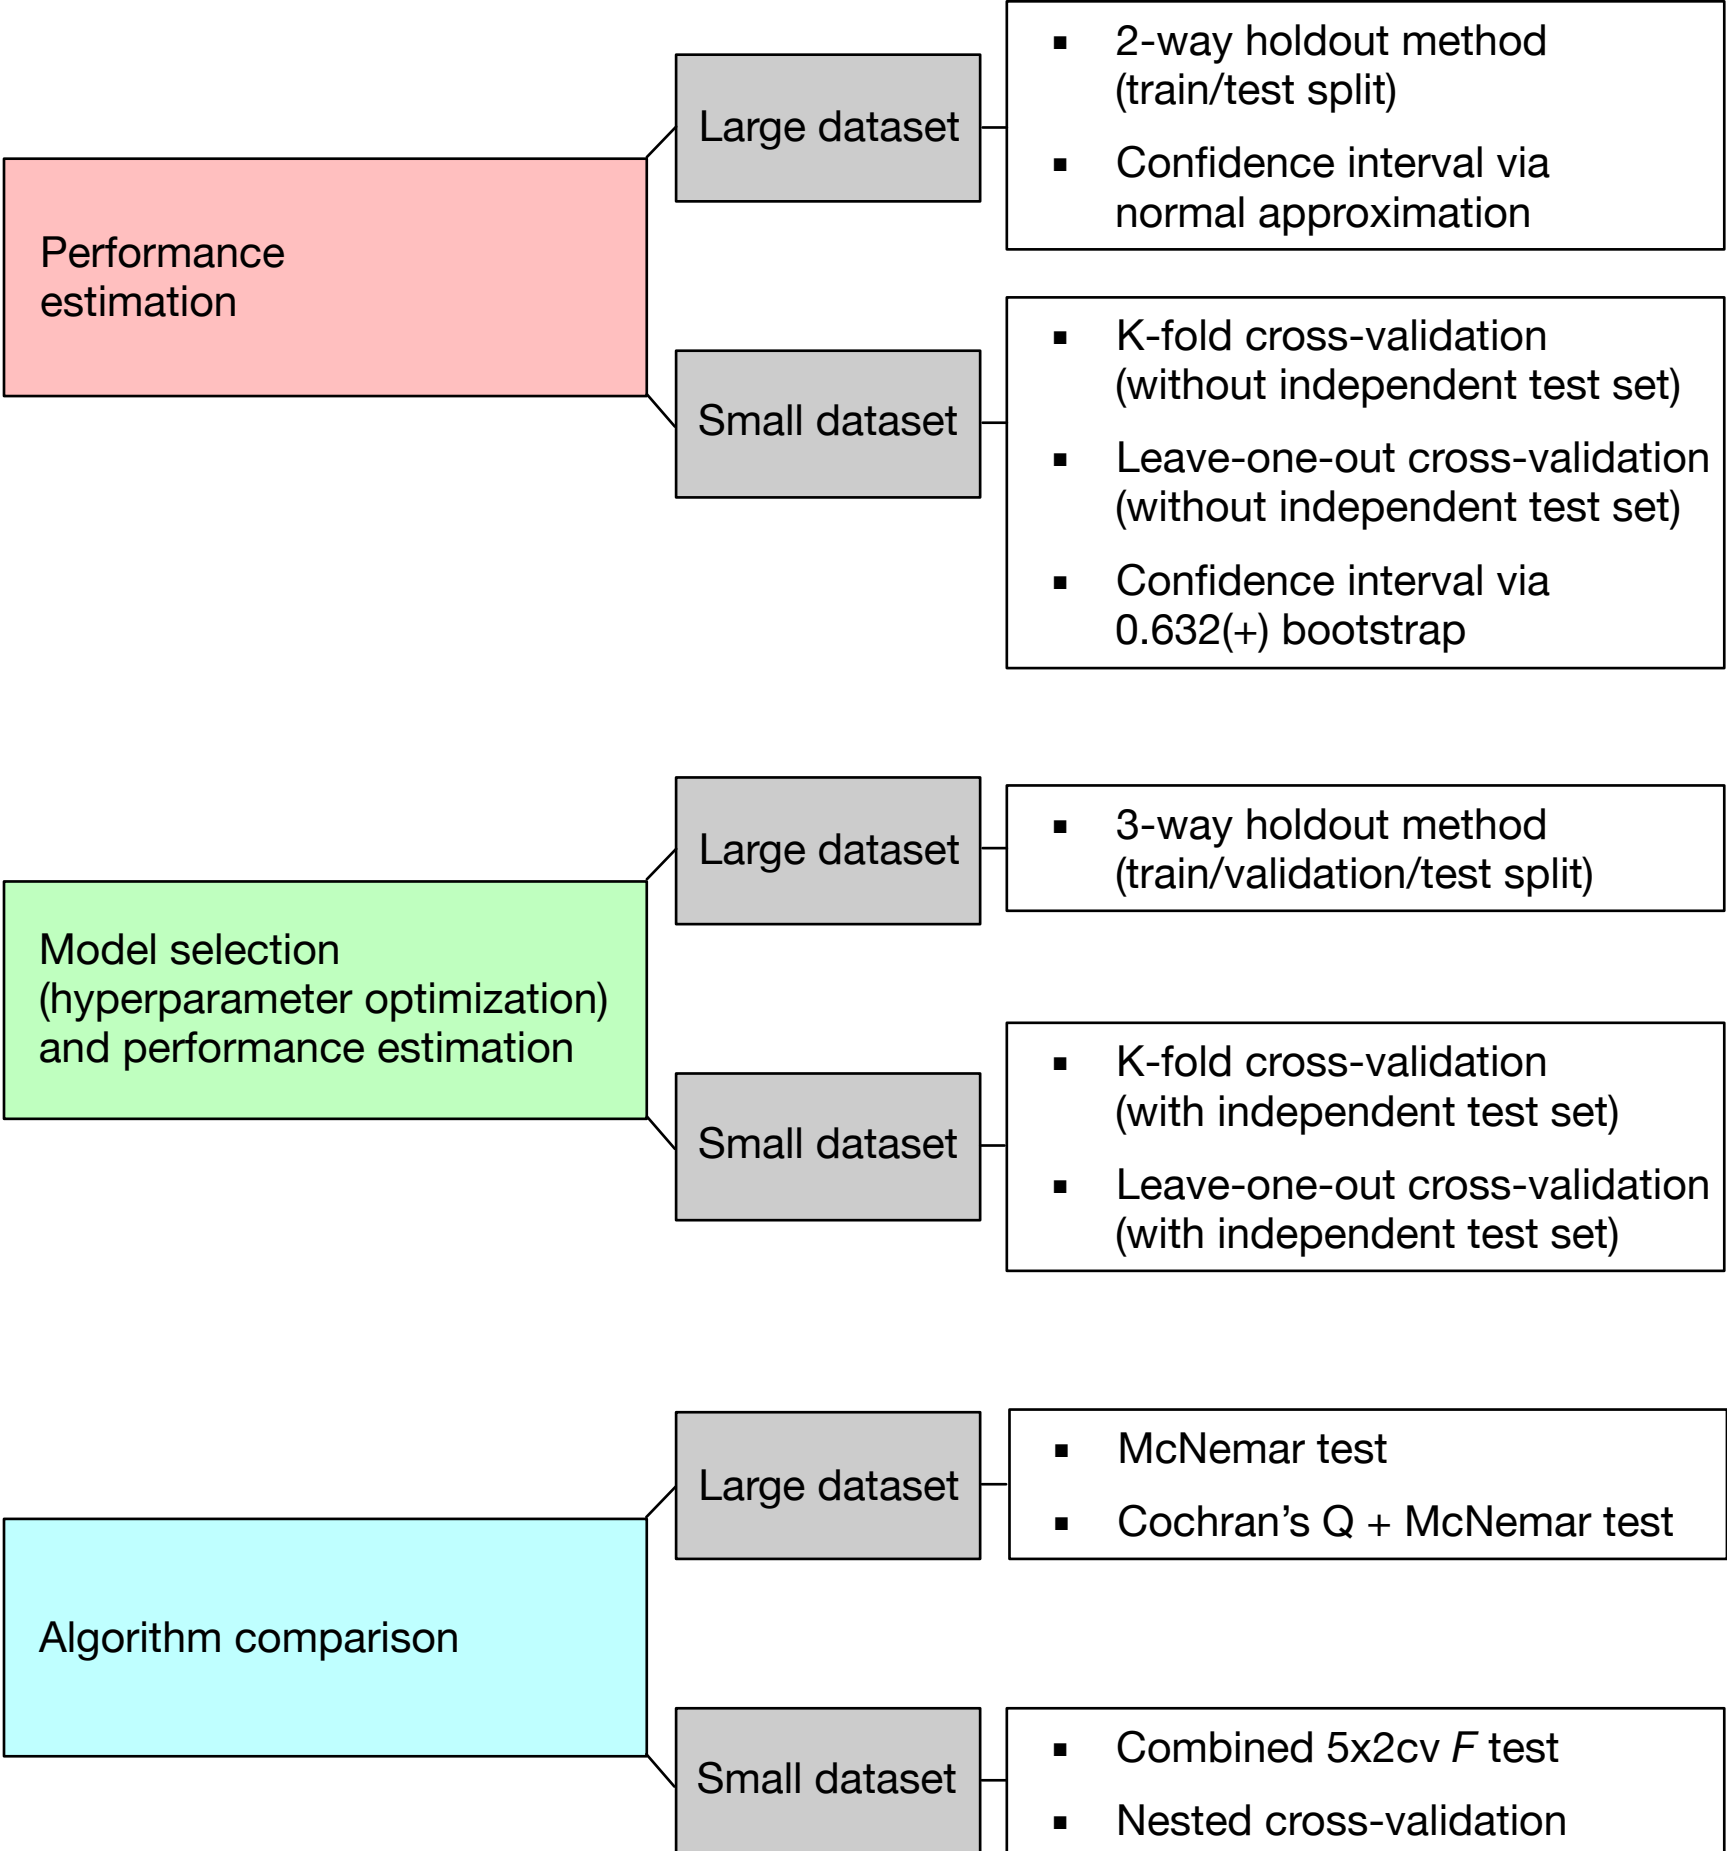 Performance
estimation
Large dataset
▪ 2-way holdout method
(train/test split)
▪ Confidence interval via
normal approximation
Small dataset
▪ K-fold cross-validation
(without independent test set)
▪ Leave-one-out cross-validation
(without independent test set)
▪ Confidence interval via
0.632(+) bootstrap
Model selection
(hyperparameter optimization)
and performance estimation
Large dataset
▪ 3-way holdout method
(train/validation/test split)
Small dataset
▪ K-fold cross-validation
(with independent test set)
▪ Leave-one-out cross-validation
(with independent test set)
Algorithm comparison
Large dataset
▪ McNemar test
▪ Cochran’s Q + McNemar test
Small dataset
▪ Combined 5x2cv F test
▪ Nested cross-validation